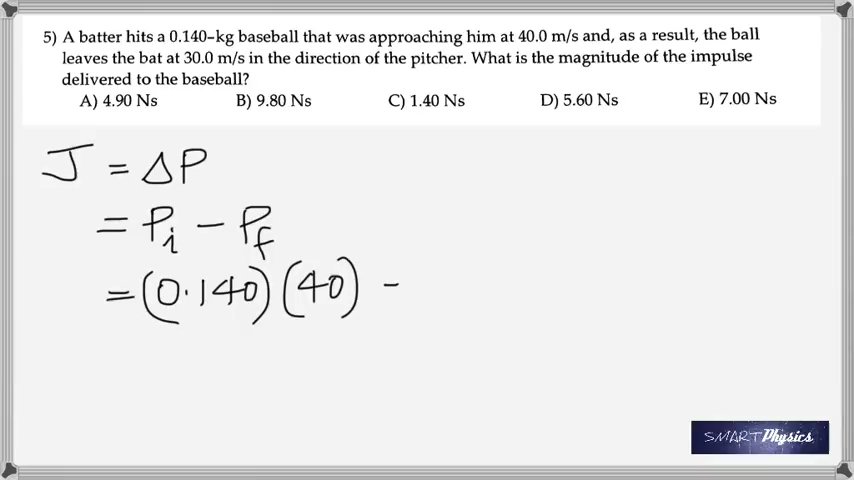 5) A batter hits a 0.140-kg baseball that was approaching him at 40.0 m/s and, as a result, the ball
leaves the bat at 30.0 m/s in the direction of the pitcher. What is the magnitude of the impulse
delivered to the baseball?
A) 4.90 Ns B) 9.80 Ns C) 1.40 Ns D) 5.60 Ns E) 7.00 Ns
J = ΔP
= Pi - Pf
= (0.140) (40) -
SMARTPhysics